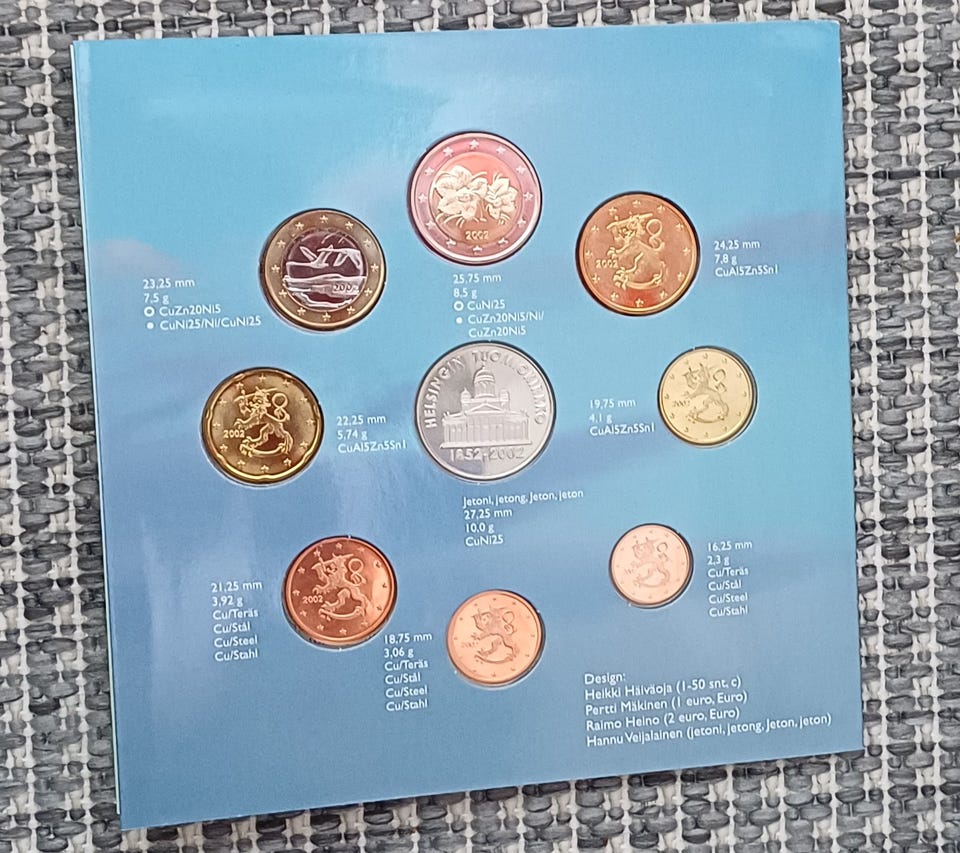 2002
2002
2002
24,25 mm
7,8 g
CuAl5Zn5Sn1
23,25 mm
7,5 g
CuZn20Ni5
CuNi25/Ni/CuNi25
25,75 mm
8,5 g
CuNi25
CuZn20Ni5/Ni/
CuZn20Ni5
2002
22,25 mm
5,74 g
CuAl5Zn5Sn1
HELSINGIN TUOMIOKIRKKO
1852-2002
19,75 mm
4,1 g
CuAl5Zn5Sn1
2002
Jetoni, jetong, Jeton, jeton
27,25 mm
10,0 g
CuNi25
21,25 mm
3,92 g
Cu/Teräs
Cu/Stål
Cu/Steel
Cu/Stahl
2002
18,75 mm
3,06 g
Cu/Teräs
Cu/Stål
Cu/Steel
Cu/Stahl
16,25 mm
2,3 g
Cu/Teräs
Cu/Stål
Cu/Steel
Cu/Stahl
Design:
Heikki Häiväoja (1-50 snt, c)
Pertti Mäkinen (1 euro, Euro)
Raimo Heino (2 euro, Euro)
Hannu Veijalainen (jetoni, jetong, Jeton, jeton)